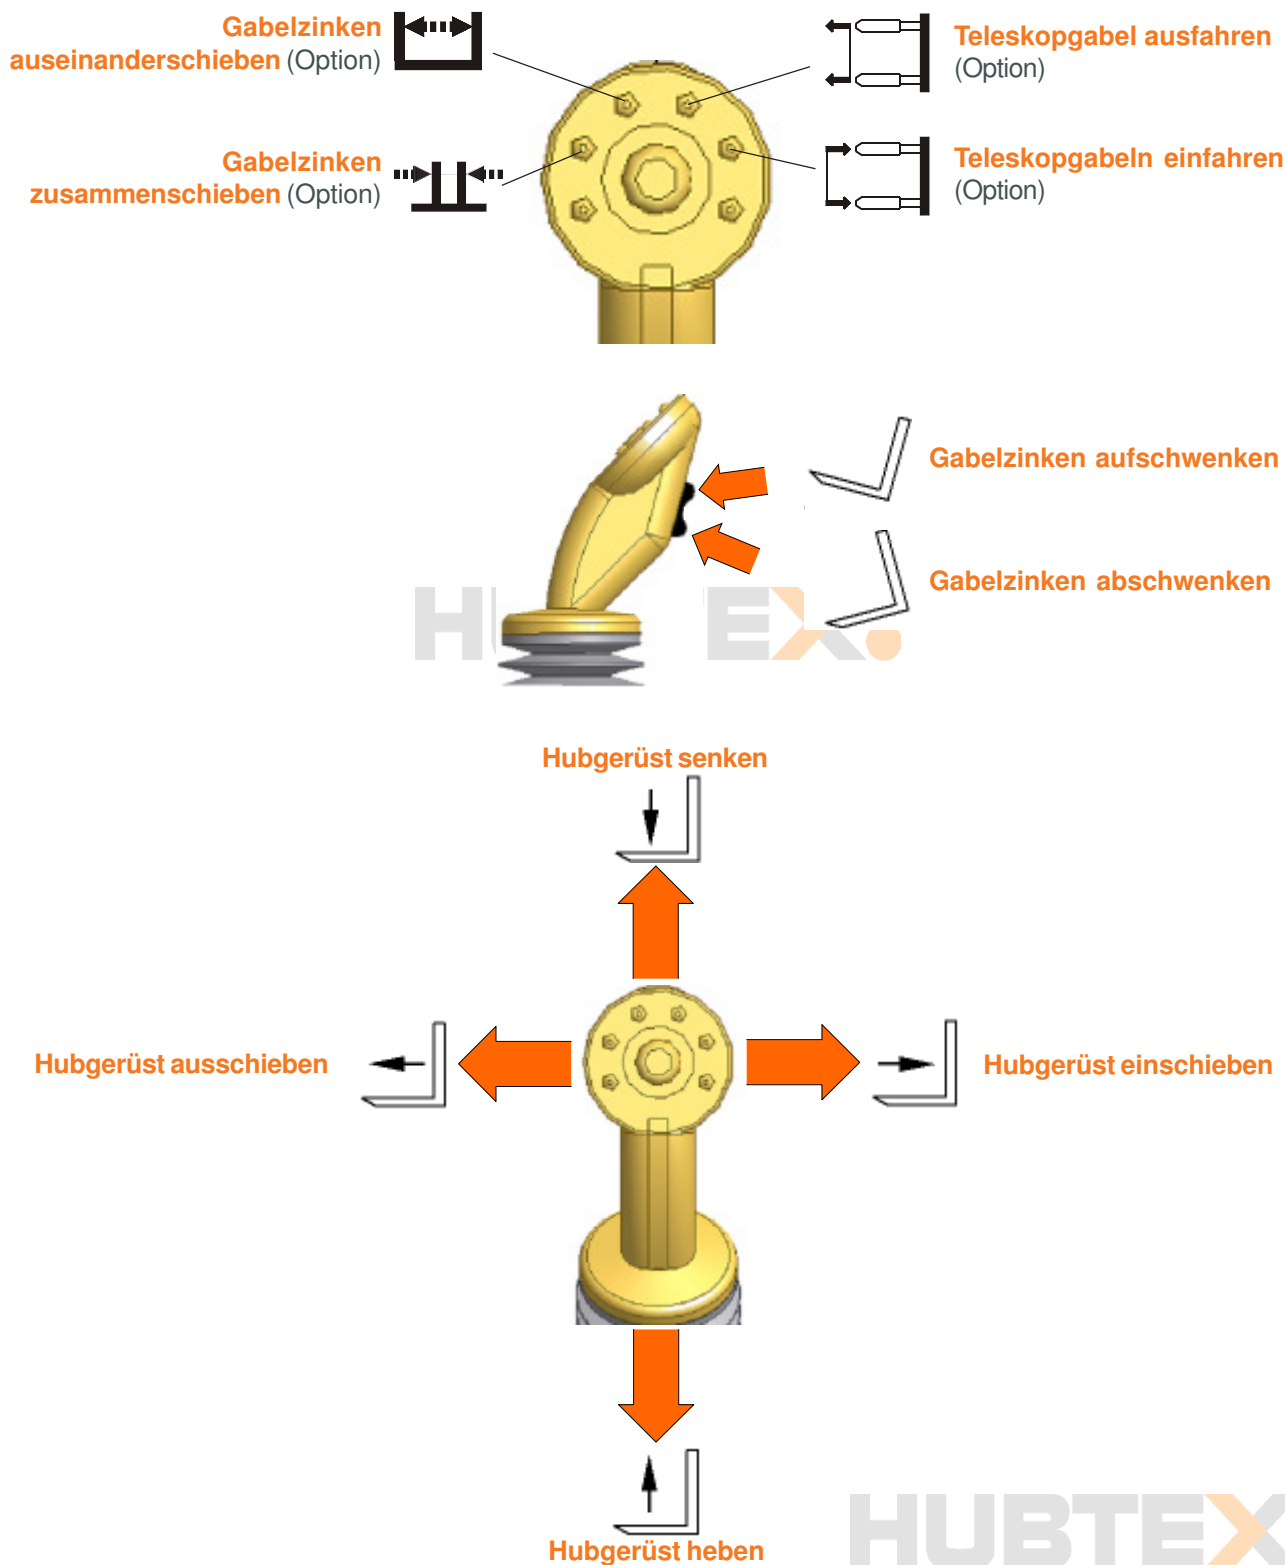 Gabelzinken
auseinanderschieben (Option)
Teleskopgabel ausfahren
(Option)
Gabelzinken
zusammenschieben (Option)
Teleskopgabeln einfahren
(Option)
Gabelzinken aufschwenken
Gabelzinken abschwenken
HUBTEX.
Hubgerüst senken
Hubgerüst ausschieben
Hubgerüst einschieben
Hubgerüst heben
HUBTEX